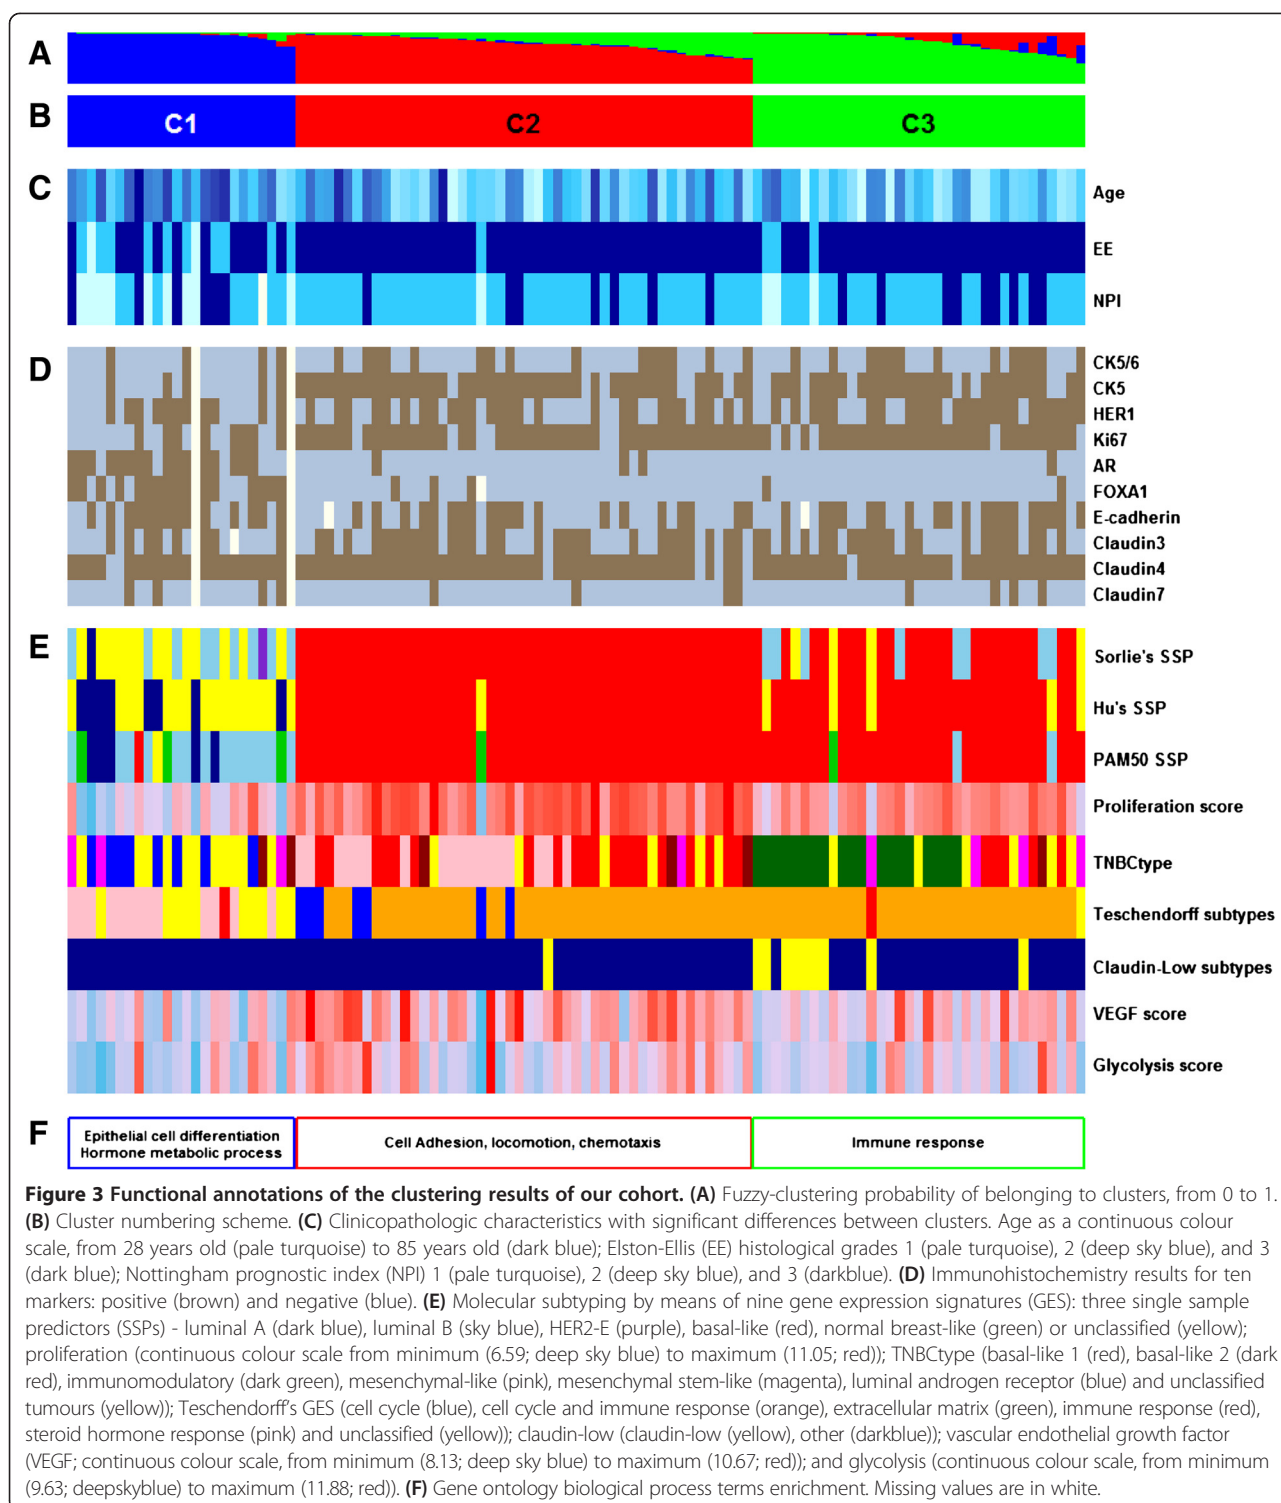 A
B
C1 C2 C3
C
Age
EE
NPI
D
CK5/6
CK5
HER1
Ki67
AR
FOXA1
E-cadherin
Claudin3
Claudin4
Claudin7
E
Sorlie's SSP
Hu's SSP
PAM50 SSP
Proliferation score
TNBCtype
Teschendorff subtypes
Claudin-Low subtypes
VEGF score
Glycolysis score
F
Epithelial cell differentiation
Hormone metabolic process
Cell Adhesion, locomotion, chemotaxis
Immune response
Figure 3 Functional annotations of the clustering results of our cohort. (A) Fuzzy-clustering probability of belonging to clusters, from 0 to 1.
(B) Cluster numbering scheme. (C) Clinicopathologic characteristics with significant differences between clusters. Age as a continuous colour
scale, from 28 years old (pale turquoise) to 85 years old (dark blue); Elston-Ellis (EE) histological grades 1 (pale turquoise), 2 (deep sky blue), and 3
(dark blue); Nottingham prognostic index (NPI) 1 (pale turquoise), 2 (deep sky blue), and 3 (darkblue). (D) Immunohistochemistry results for ten
markers: positive (brown) and negative (blue). (E) Molecular subtyping by means of nine gene expression signatures (GES): three single sample
predictors (SSPs) - luminal A (dark blue), luminal B (sky blue), HER2-E (purple), basal-like (red), normal breast-like (green) or unclassified (yellow);
proliferation (continuous colour scale from minimum (6.59; deep sky blue) to maximum (11.05; red)); TNBCtype (basal-like 1 (red), basal-like 2 (dark
red), immunomodulatory (dark green), mesenchymal-like (pink), mesenchymal stem-like (magenta), luminal androgen receptor (blue) and unclassified
tumours (yellow)); Teschendorff's GES (cell cycle (blue), cell cycle and immune response (orange), extracellular matrix (green), immune response (red),
steroid hormone response (pink) and unclassified (yellow)); claudin-low (claudin-low (yellow), other (darkblue)); vascular endothelial growth factor
(VEGF; continuous colour scale, from minimum (8.13; deep sky blue) to maximum (10.67; red)); and glycolysis (continuous colour scale, from minimum
(9.63; deepskyblue) to maximum (11.88; red)). (F) Gene ontology biological process terms enrichment. Missing values are in white.